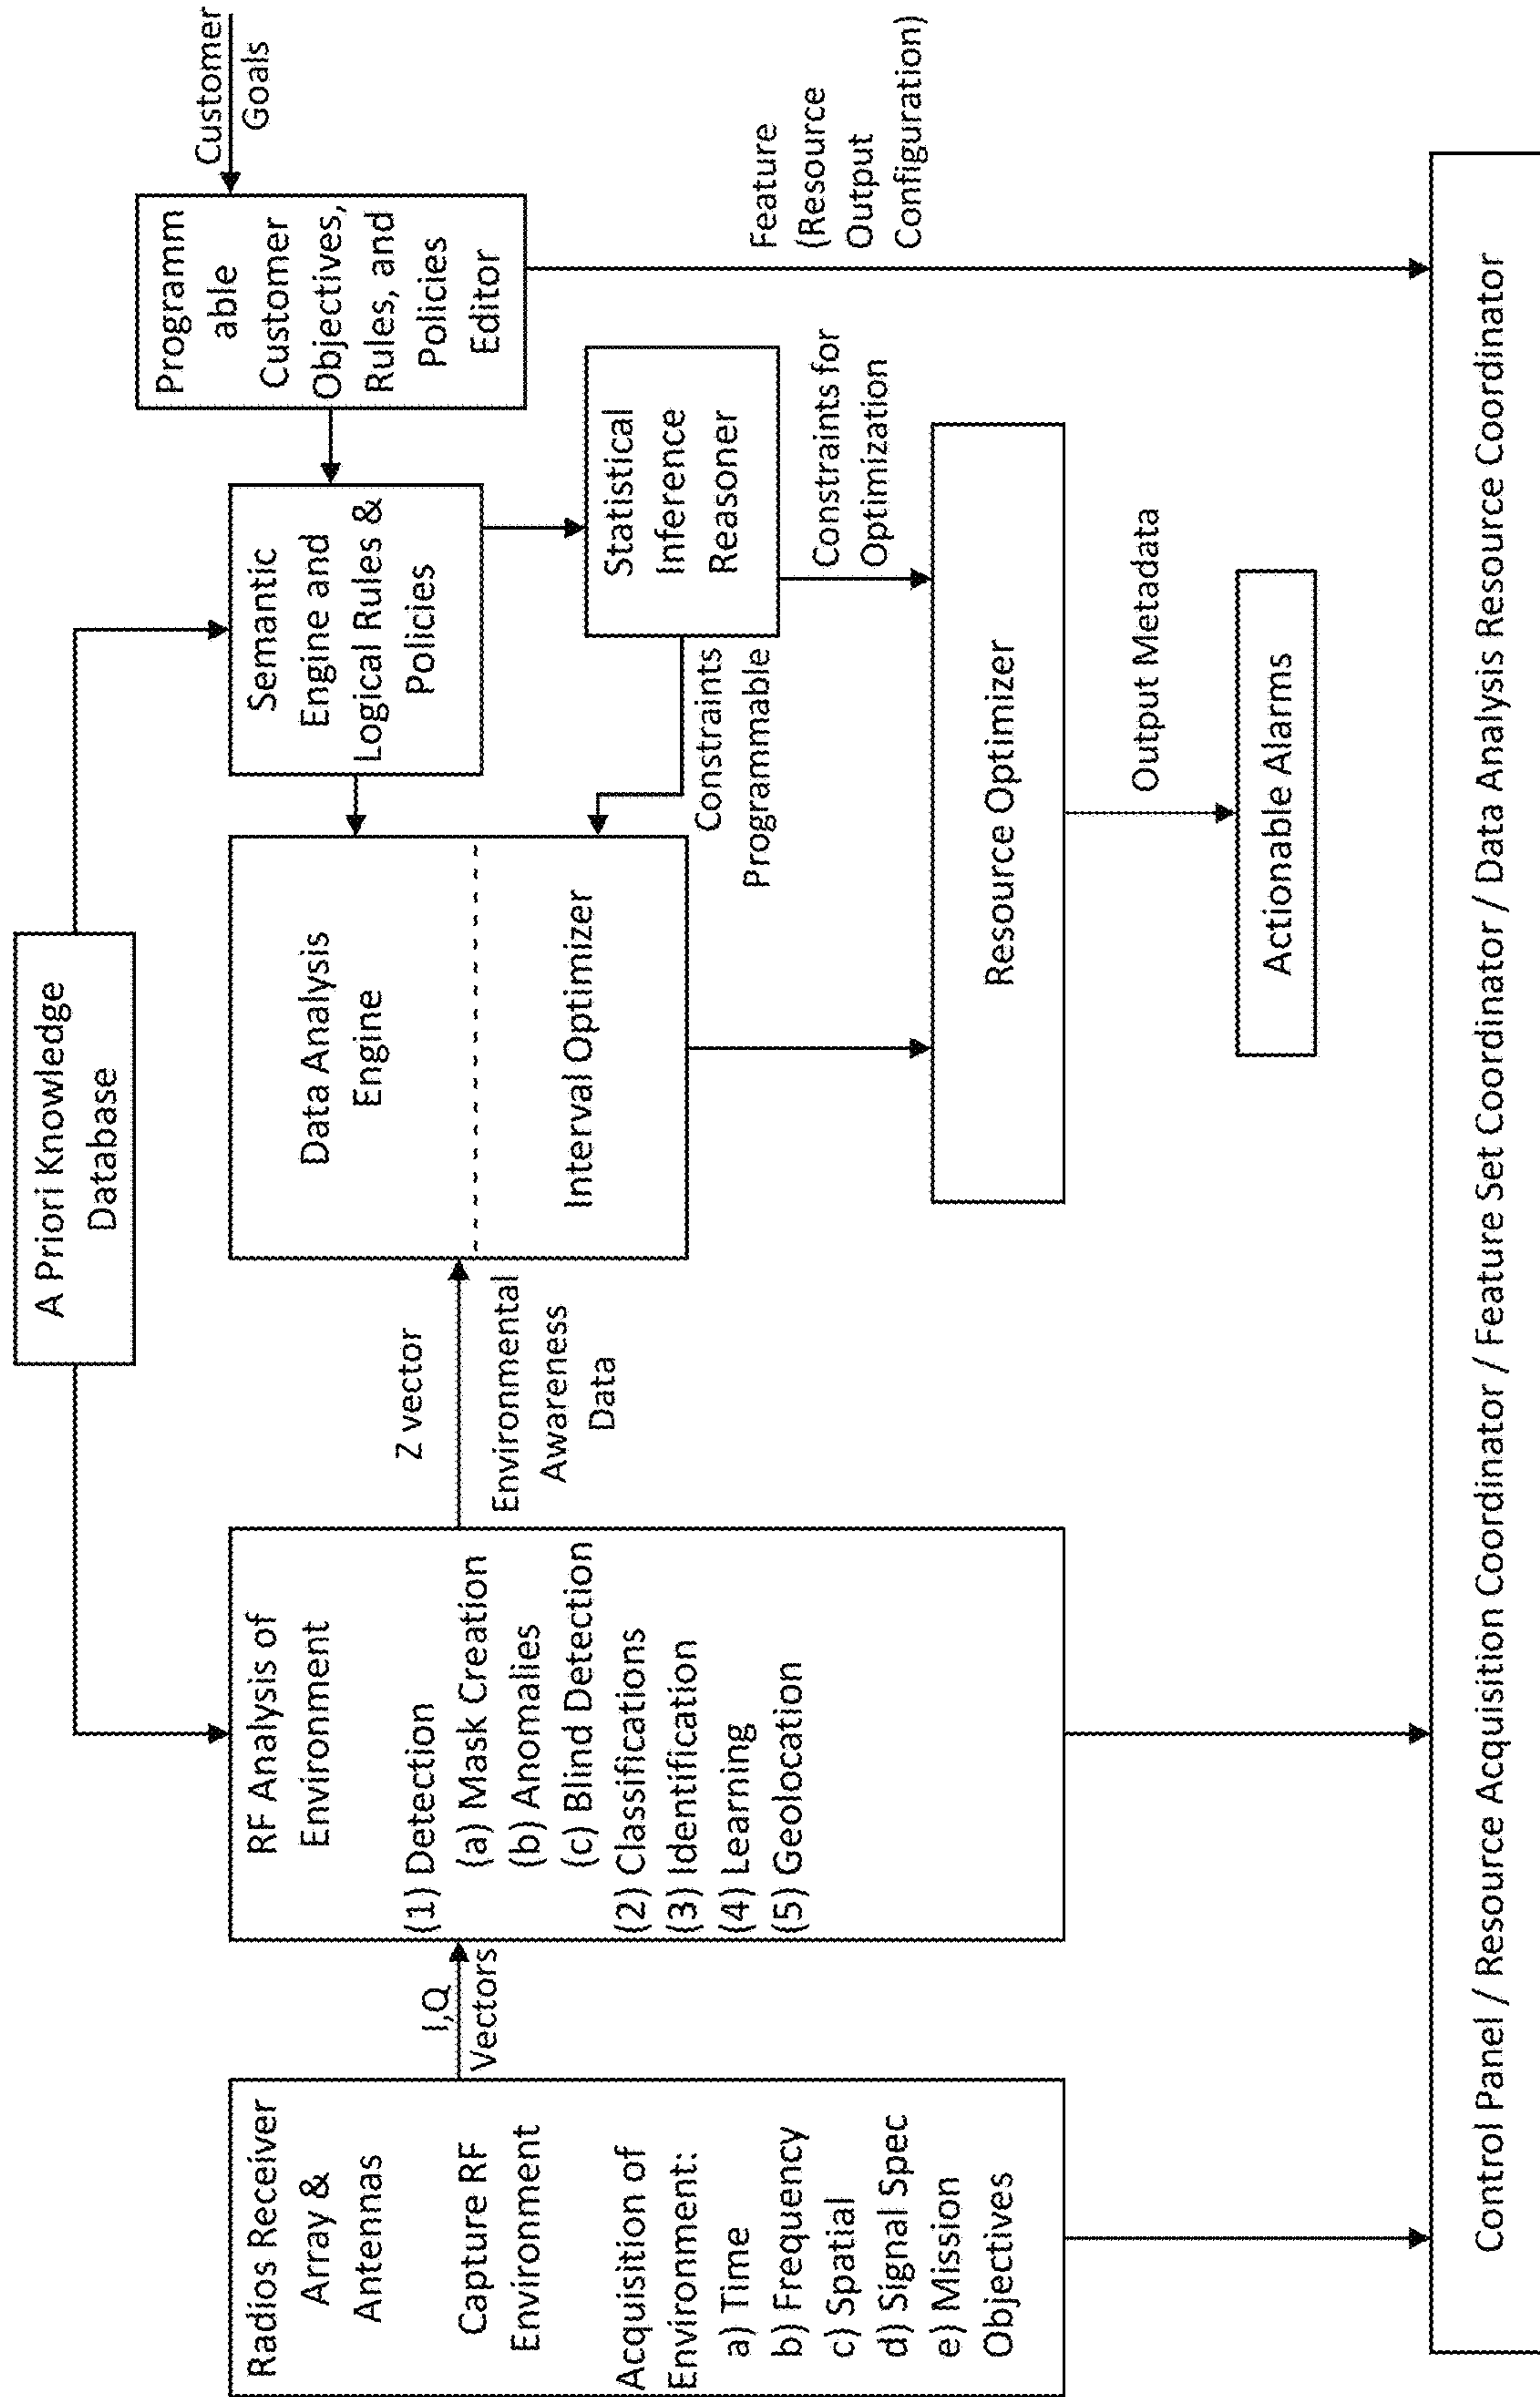 A Priori Knowledge
Database
Customer
Goals
Radios Receiver
Array &
Antennas
Capture RF
Environment
Acquisition of
Environment:
a) Time
b) Frequency
c) Spatial
d) Signal Spec
e) Mission
Objectives
I,Q
Vectors
RF Analysis of
Environment
(1) Detection
(a) Mask Creation
(b) Anomalies
(c) Blind Detection
(2) Classifications
(3) Identification
(4) Learning
(5) Geolocation
Z vector
Environmental
Awareness
Data
Data Analysis
Engine
Interval Optimizer
Semantic
Engine and
Logical Rules &
Policies
Programm
able
Customer
Objectives,
Rules, and
Policies
Editor
Statistical
Inference
Reasoner
Constraints
Programmable
Constraints for
Optimization
Feature
(Resource
Output
Configuration)
Resource Optimizer
Output Metadata
Actionable Alarms
Control Panel / Resource Acquisition Coordinator / Feature Set Coordinator / Data Analysis Resource Coordinator